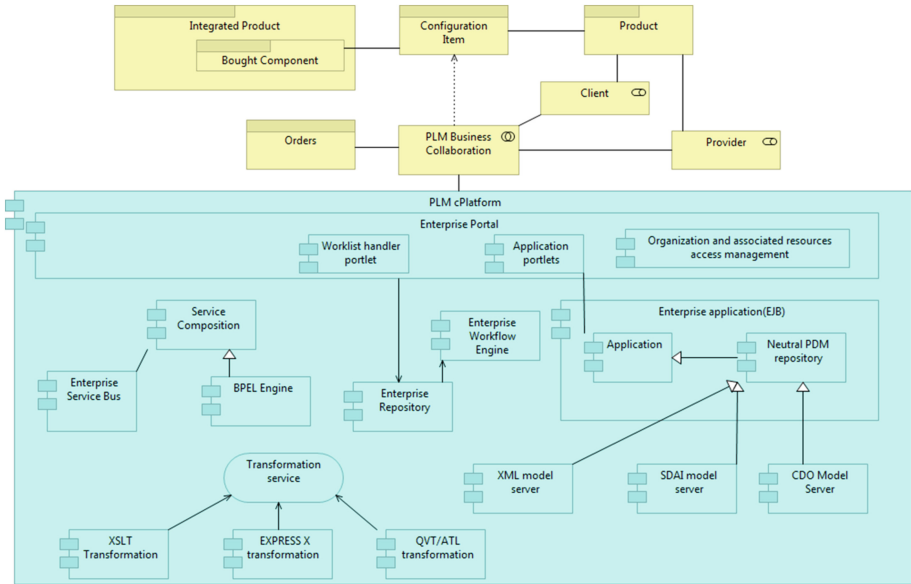 Integrated Product
Bought Component
Configuration
Item
Product
Client
Orders
PLM Business
Collaboration
Provider
PLM cPlatform
Enterprise Portal
Worklist handler
portlet
Application
portlets
Organization and associated resources
access management
Service
Composition
Enterprise
Workflow
Engine
Enterprise application(EJB)
Application
Neutral PDM
repository
Enterprise
Service Bus
BPEL Engine
Enterprise
Repository
Transformation
service
XML model
server
SDAI model
server
CDO Model
Server
XSLT
Transformation
EXPRESS X
transformation
QVT/ATL
transformation